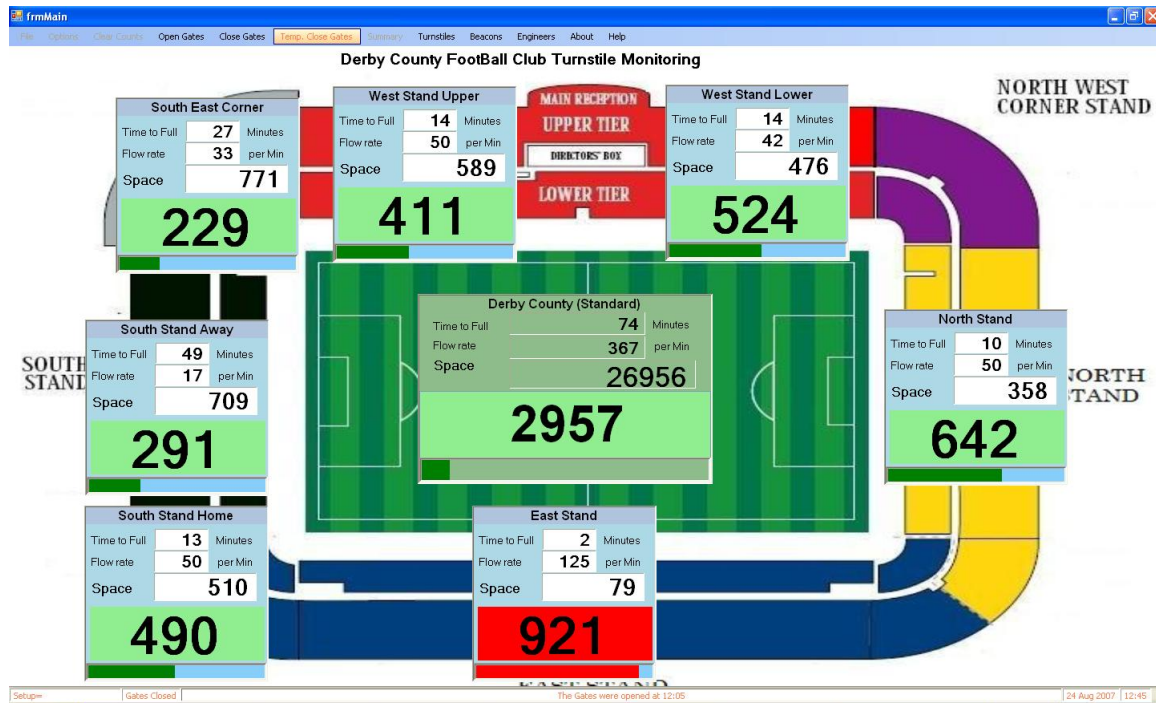 frmMain
File Options Clear Counts Open Gates Close Gates Temp. Close Gates Summary Turnstiles Beacons Engineers About Help
Derby County FootBall Club Turnstile Monitoring
NORTH WEST
CORNER STAND
MAIN RECEPTION
UPPER TIER
DIRECTORS' BOX
LOWER TIER
South East Corner
Time to Full 27 Minutes
Flow rate 33 per Min
Space 771
229
West Stand Upper
Time to Full 14 Minutes
Flow rate 50 per Min
Space 589
411
West Stand Lower
Time to Full 14 Minutes
Flow rate 42 per Min
Space 476
524
SOUTH
STAND
South Stand Away
Time to Full 49 Minutes
Flow rate 17 per Min
Space 709
291
Derby County (Standard)
Time to Full 74 Minutes
Flow rate 367 per Min
Space 26956
2957
North Stand
Time to Full 10 Minutes
Flow rate 50 per Min
Space 358
642
NORTH
STAND
South Stand Home
Time to Full 13 Minutes
Flow rate 50 per Min
Space 510
490
East Stand
Time to Full 2 Minutes
Flow rate 125 per Min
Space 79
921
EAST STAND
Setup= Gates Closed The Gates were opened at 12:05 24 Aug 2007 12:45